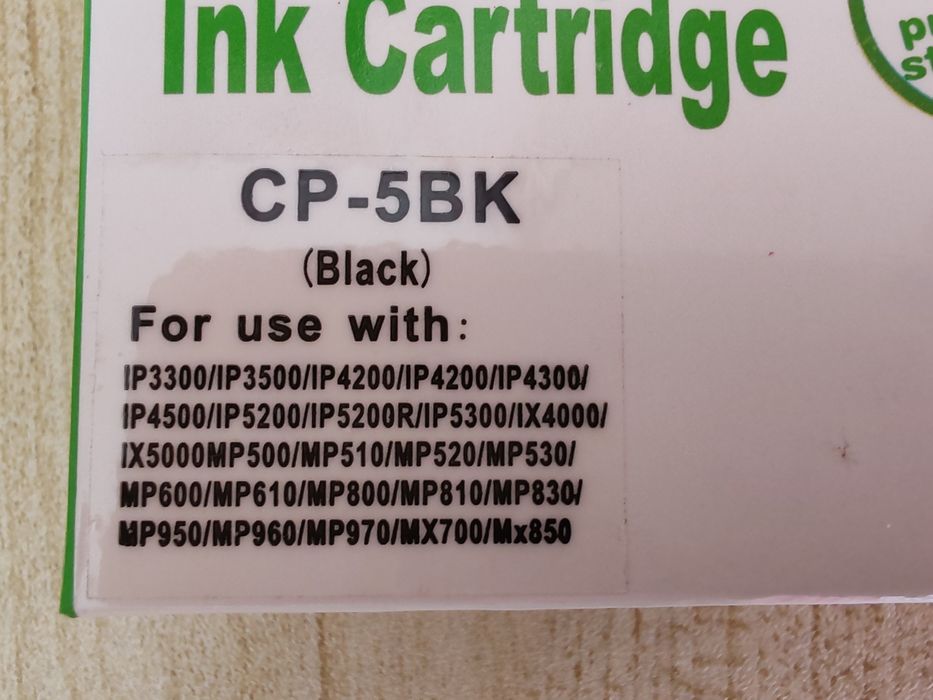 Ink Cartridge
CP-5BK
(Black)
For use with:
IP3300/IP3500/IP4200/IP4200/IP4300/
IP4500/IP5200/IP5200R/IP5300/IX4000/
IX5000MP500/MP510/MP520/MP530/
MP600/MP610/MP800/MP810/MP830/
MP950/MP960/MP970/MX700/Mx850